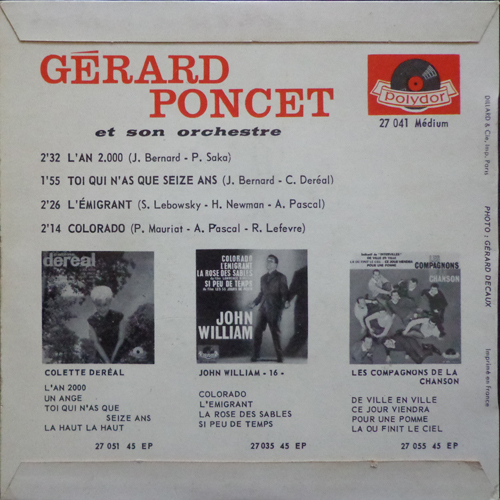 GÉRARD
PONCET
et son orchestre
polydor
27 041 Médium
2'32 L'AN 2.000 (J. Bernard - P. Saka)
1'55 TOI QUI N'AS QUE SEIZE ANS (J. Bernard - C. Deréal)
2'26 L'ÉMIGRANT (S. Lebowsky - H. Newman - A. Pascal)
2'14 COLORADO (P. Mauriat - A. Pascal - R. Lefevre)
dereal
COLORADO
L'EMIGRANT
LA ROSE DES SABLES
SI PEU DE TEMPS
JOHN
WILLIAM
LES
COMPAGNONS
CHANSON
COLETTE DERÉAL
L'AN 2000
UN ANGE
TOI QUI N'AS QUE
SEIZE ANS
LA HAUT LA HAUT
27 051 45 EP
JOHN WILLIAM - 16 -
COLORADO
L'EMIGRANT
LA ROSE DES SABLES
SI PEU DE TEMPS
27 035 45 EP
LES COMPAGNONS DE LA
CHANSON
DE VILLE EN VILLE
CE JOUR VIENDRA
POUR UNE POMME
LA OU FINIT LE CIEL
27 055 45 EP
DILLARD & Cie. Imp. Paris
PHOTO : GÉRARD DECAUX
Imprimé en France